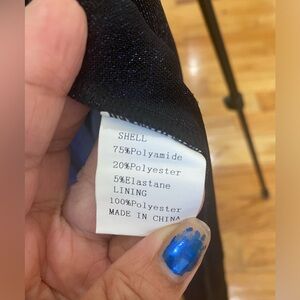 SHELL
75%Polyamide
20%Polyester
5%Elastane
LINING
100%Polyester
MADE IN CHINA